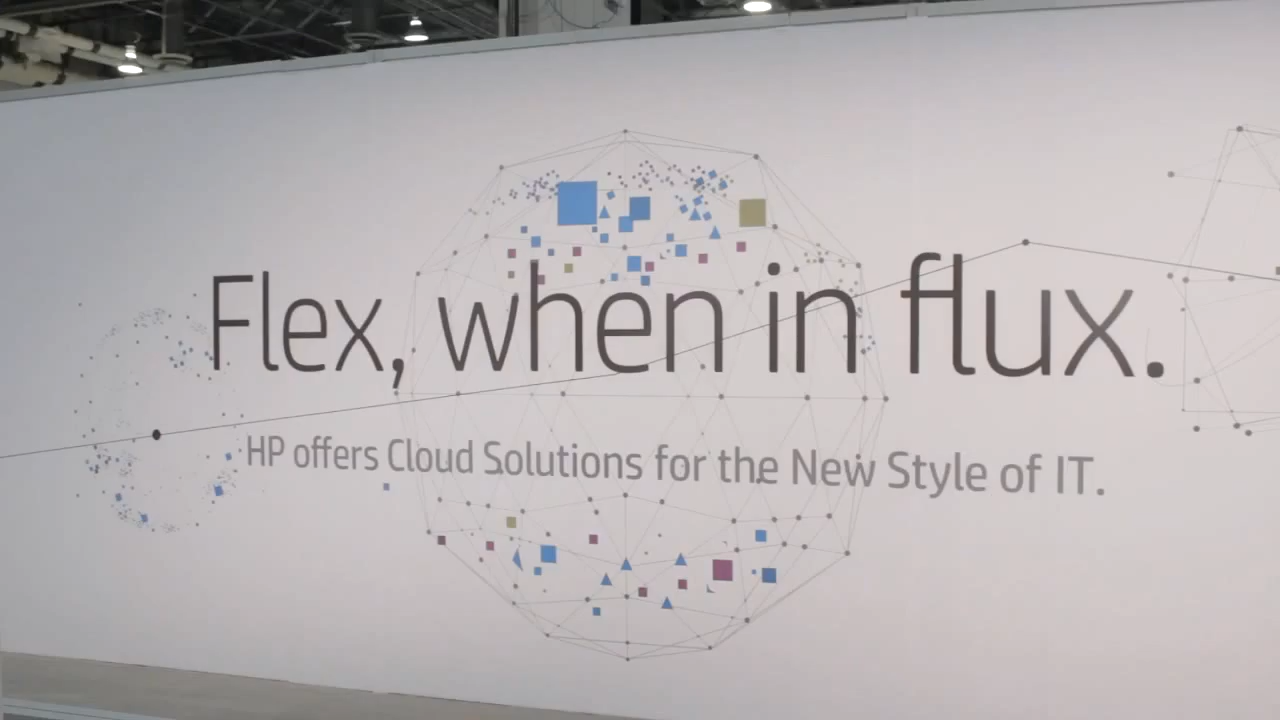 Flex, when in flux.
HP offers Cloud Solutions for the New Style of IT.